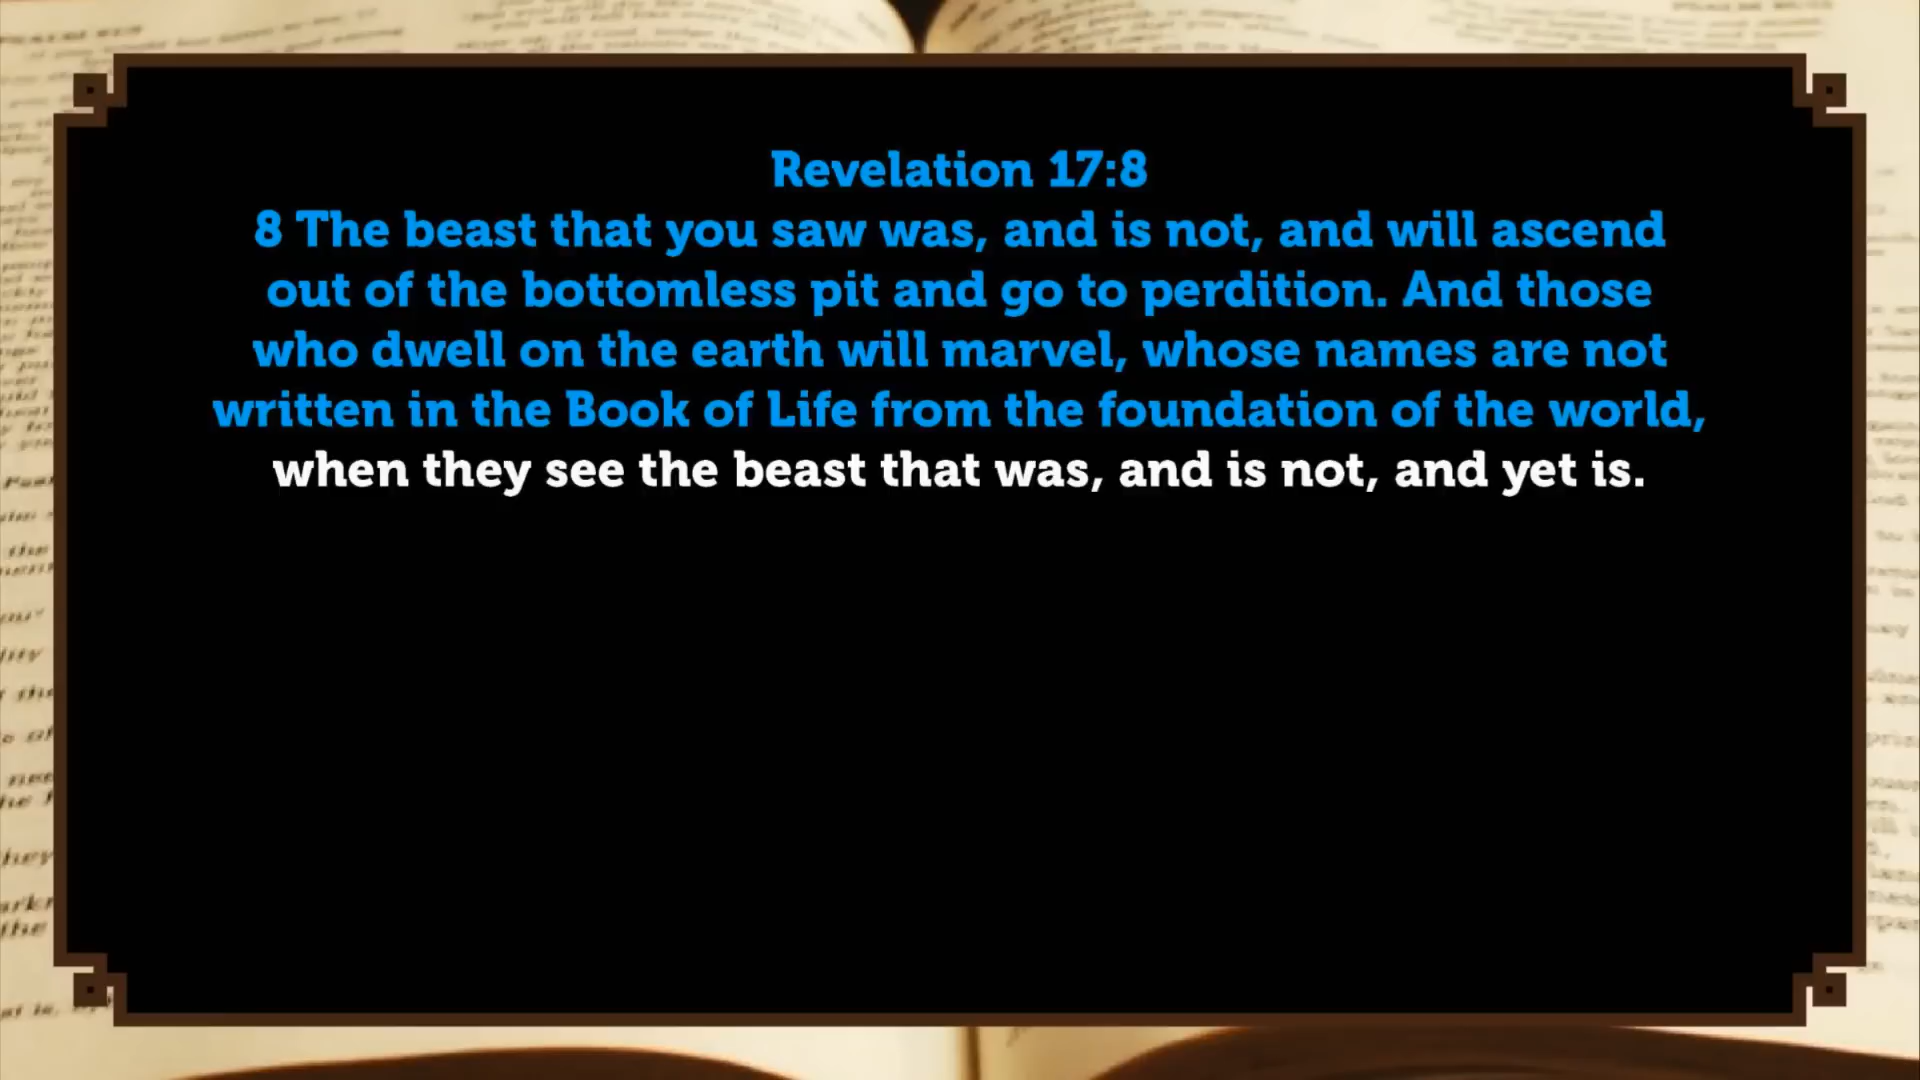 Revelation 17:8
8 The beast that you saw was, and is not, and will ascend
out of the bottomless pit and go to perdition. And those
who dwell on the earth will marvel, whose names are not
written in the Book of Life from the foundation of the world,
when they see the beast that was, and is not, and yet is.